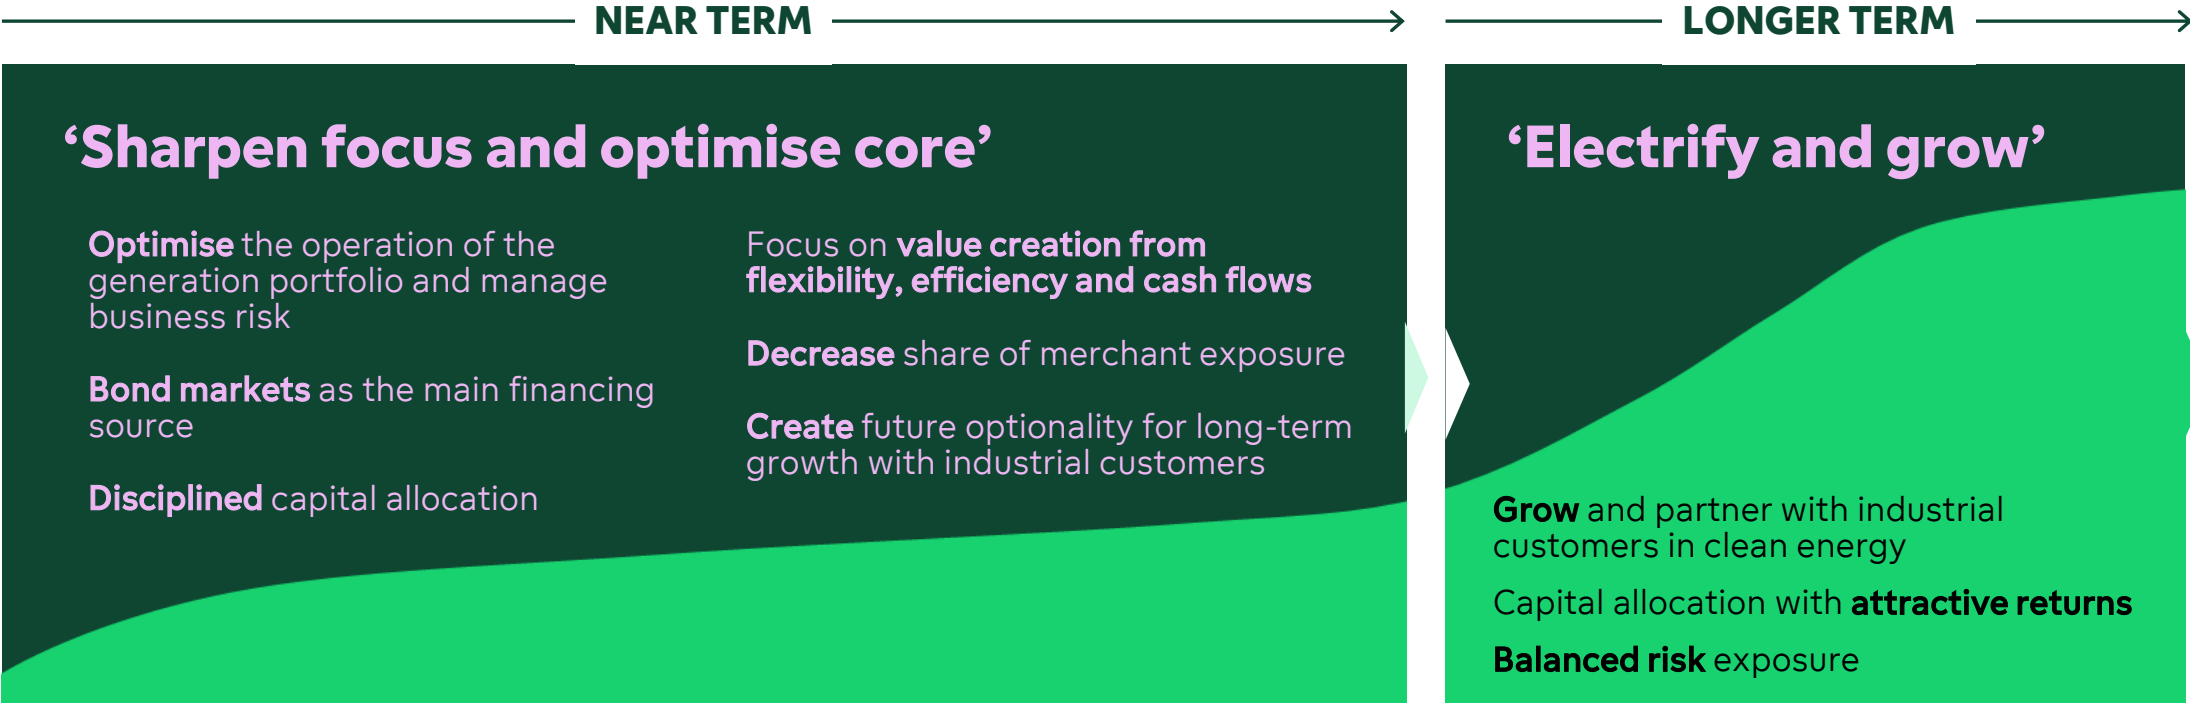 NEAR TERM
‘Sharpen focus and optimise core’
Optimise the operation of the
generation portfolio and manage
business risk
Bond markets as the main financing
source
Disciplined capital allocation
Focus on value creation from
flexibility, efficiency and cash flows
Decrease share of merchant exposure
Create future optionality for long-term
growth with industrial customers
LONGER TERM
‘Electrify and grow’
Grow and partner with industrial
customers in clean energy
Capital allocation with attractive returns
Balanced risk exposure